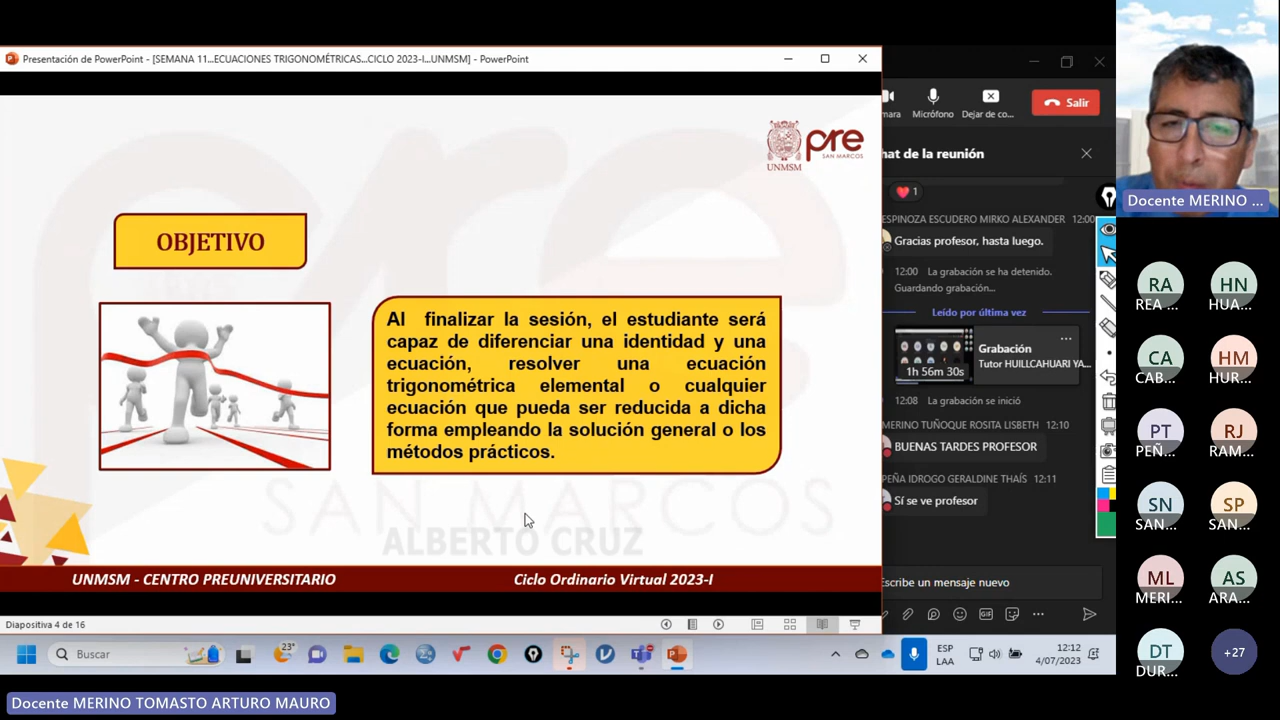 Presentación de PowerPoint - [SEMANA 11...ECUACIONES TRIGONOMÉTRICAS...CICLO 2023-I...UNMSM] - PowerPoint
UNMSM
pre
SAN MARCOS
OBJETIVO
Al finalizar la sesión, el estudiante será
capaz de diferenciar una identidad y una
ecuación, resolver una ecuación
trigonométrica elemental o cualquier
ecuación que pueda ser reducida a dicha
forma empleando la solución general o los
métodos prácticos.
SAN MARCOS
ALBERTO CRUZ
UNMSM - CENTRO PREUNIVERSITARIO
Ciclo Ordinario Virtual 2023-I
Diapositiva 4 de 16
Buscar
23°
ESP
LAA
12:12
4/07/2023
mara
Micrófono
Dejar de co...
Salir
hat de la reunión
1
ESPINOZA ESCUDERO MIRKO ALEXANDER 12:00
Gracias profesor, hasta luego.
12:00 La grabación se ha detenido.
Guardando grabación...
Leído por última vez
1h 56m 30s
Grabación
Tutor HUILLCAHUARI YA...
12:08 La grabación se inició
MERINO TUÑOQUE ROSITA LISBETH 12:10
BUENAS TARDES PROFESOR
PEÑA IDROGO GERALDINE THAÍS 12:11
Sí se ve profesor
Escribe un mensaje nuevo
GIF
Docente MERINO ...
RA
REA ...
HN
HUA...
CA
CAB...
HM
HUR...
PT
PEÑ...
RJ
RAM...
SN
SAN...
SP
SAN...
ML
MERI...
AS
ARA...
DT
DUR...
+27
Docente MERINO TOMASTO ARTURO MAURO